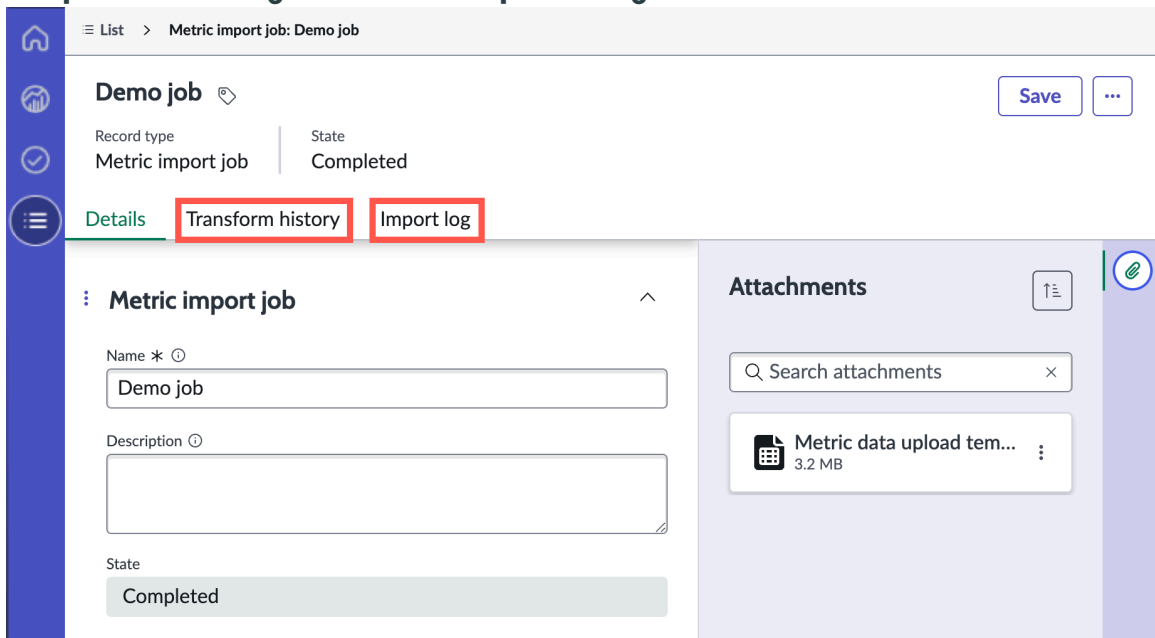 List > Metric import job: Demo job
Demo job
Save ...
Record type State
Metric import job Completed
Details Transform history Import log
Metric import job
Attachments
Name *
Demo job
Search attachments
Description
Metric data upload tem...
3.2 MB
State
Completed